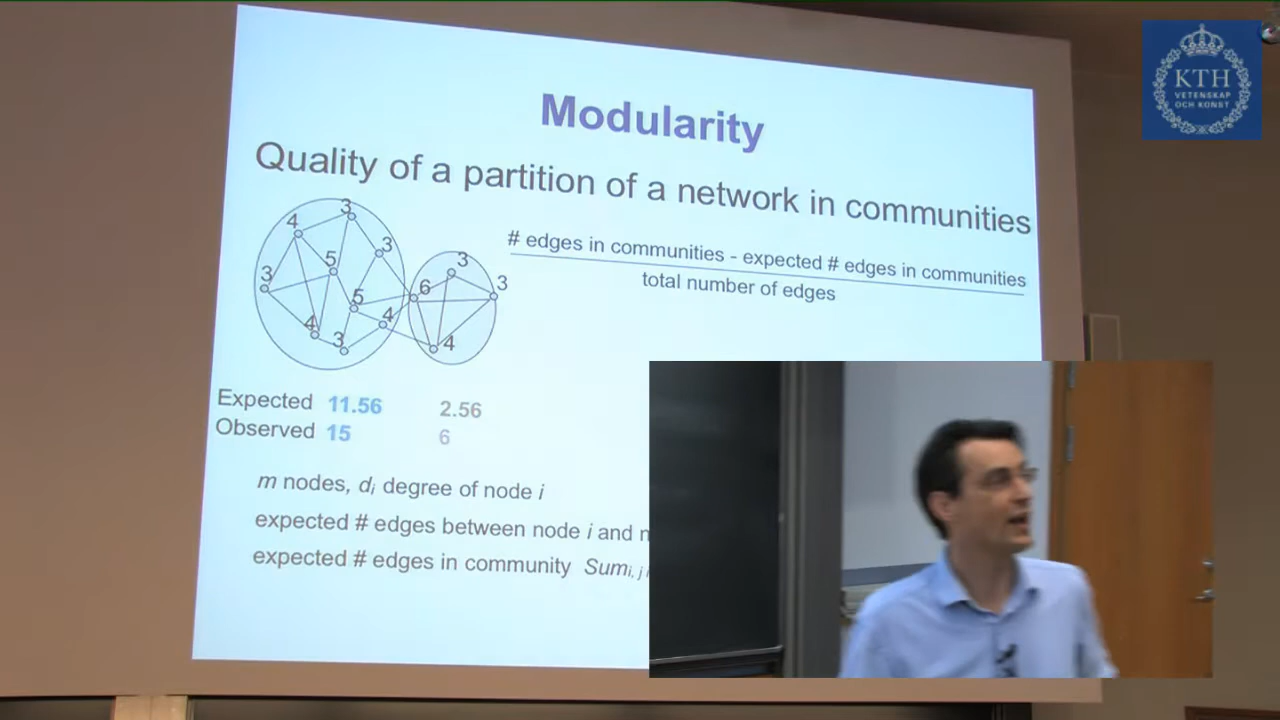 Modularity
Quality of a partition of a network in communities
# edges in communities - expected # edges in communities
total number of edges
3
4
3
5
3
3
3
6
5
4
4
3
4
Expected 11.56 2.56
Observed 15 6
m nodes, di degree of node i
expected # edges between node i and n
expected # edges in community Sumi, j
KTH
VETENSKAP
OCH KONST